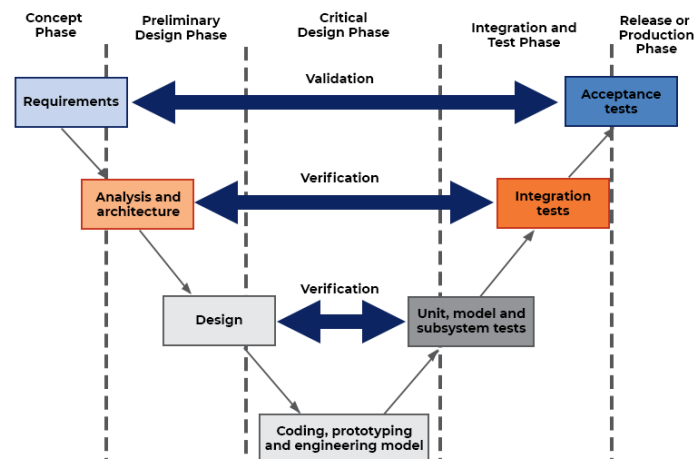 Concept
Phase
Preliminary
Design Phase
Critical
Design Phase
Integration and
Test Phase
Release or
Production
Phase
Requirements
Validation
Acceptance
tests
Analysis and
architecture
Verification
Integration
tests
Design
Verification
Unit, model and
subsystem tests
Coding, prototyping
and engineering model